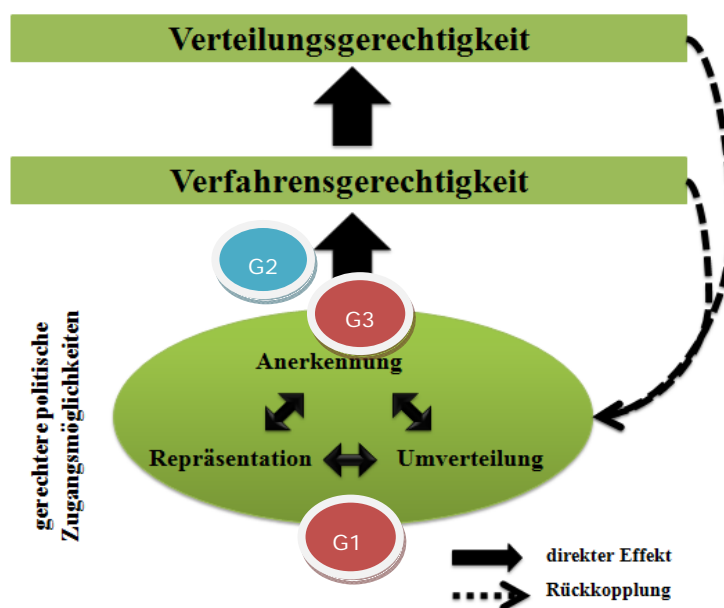 Verteilungsgerechtigkeit
Verfahrensgerechtigkeit
G2
G3
Anerkennung
gerechtere politische
Zugangsmöglichkeiten
Repräsentation
Umverteilung
G1
direkter Effekt
Rückkopplung